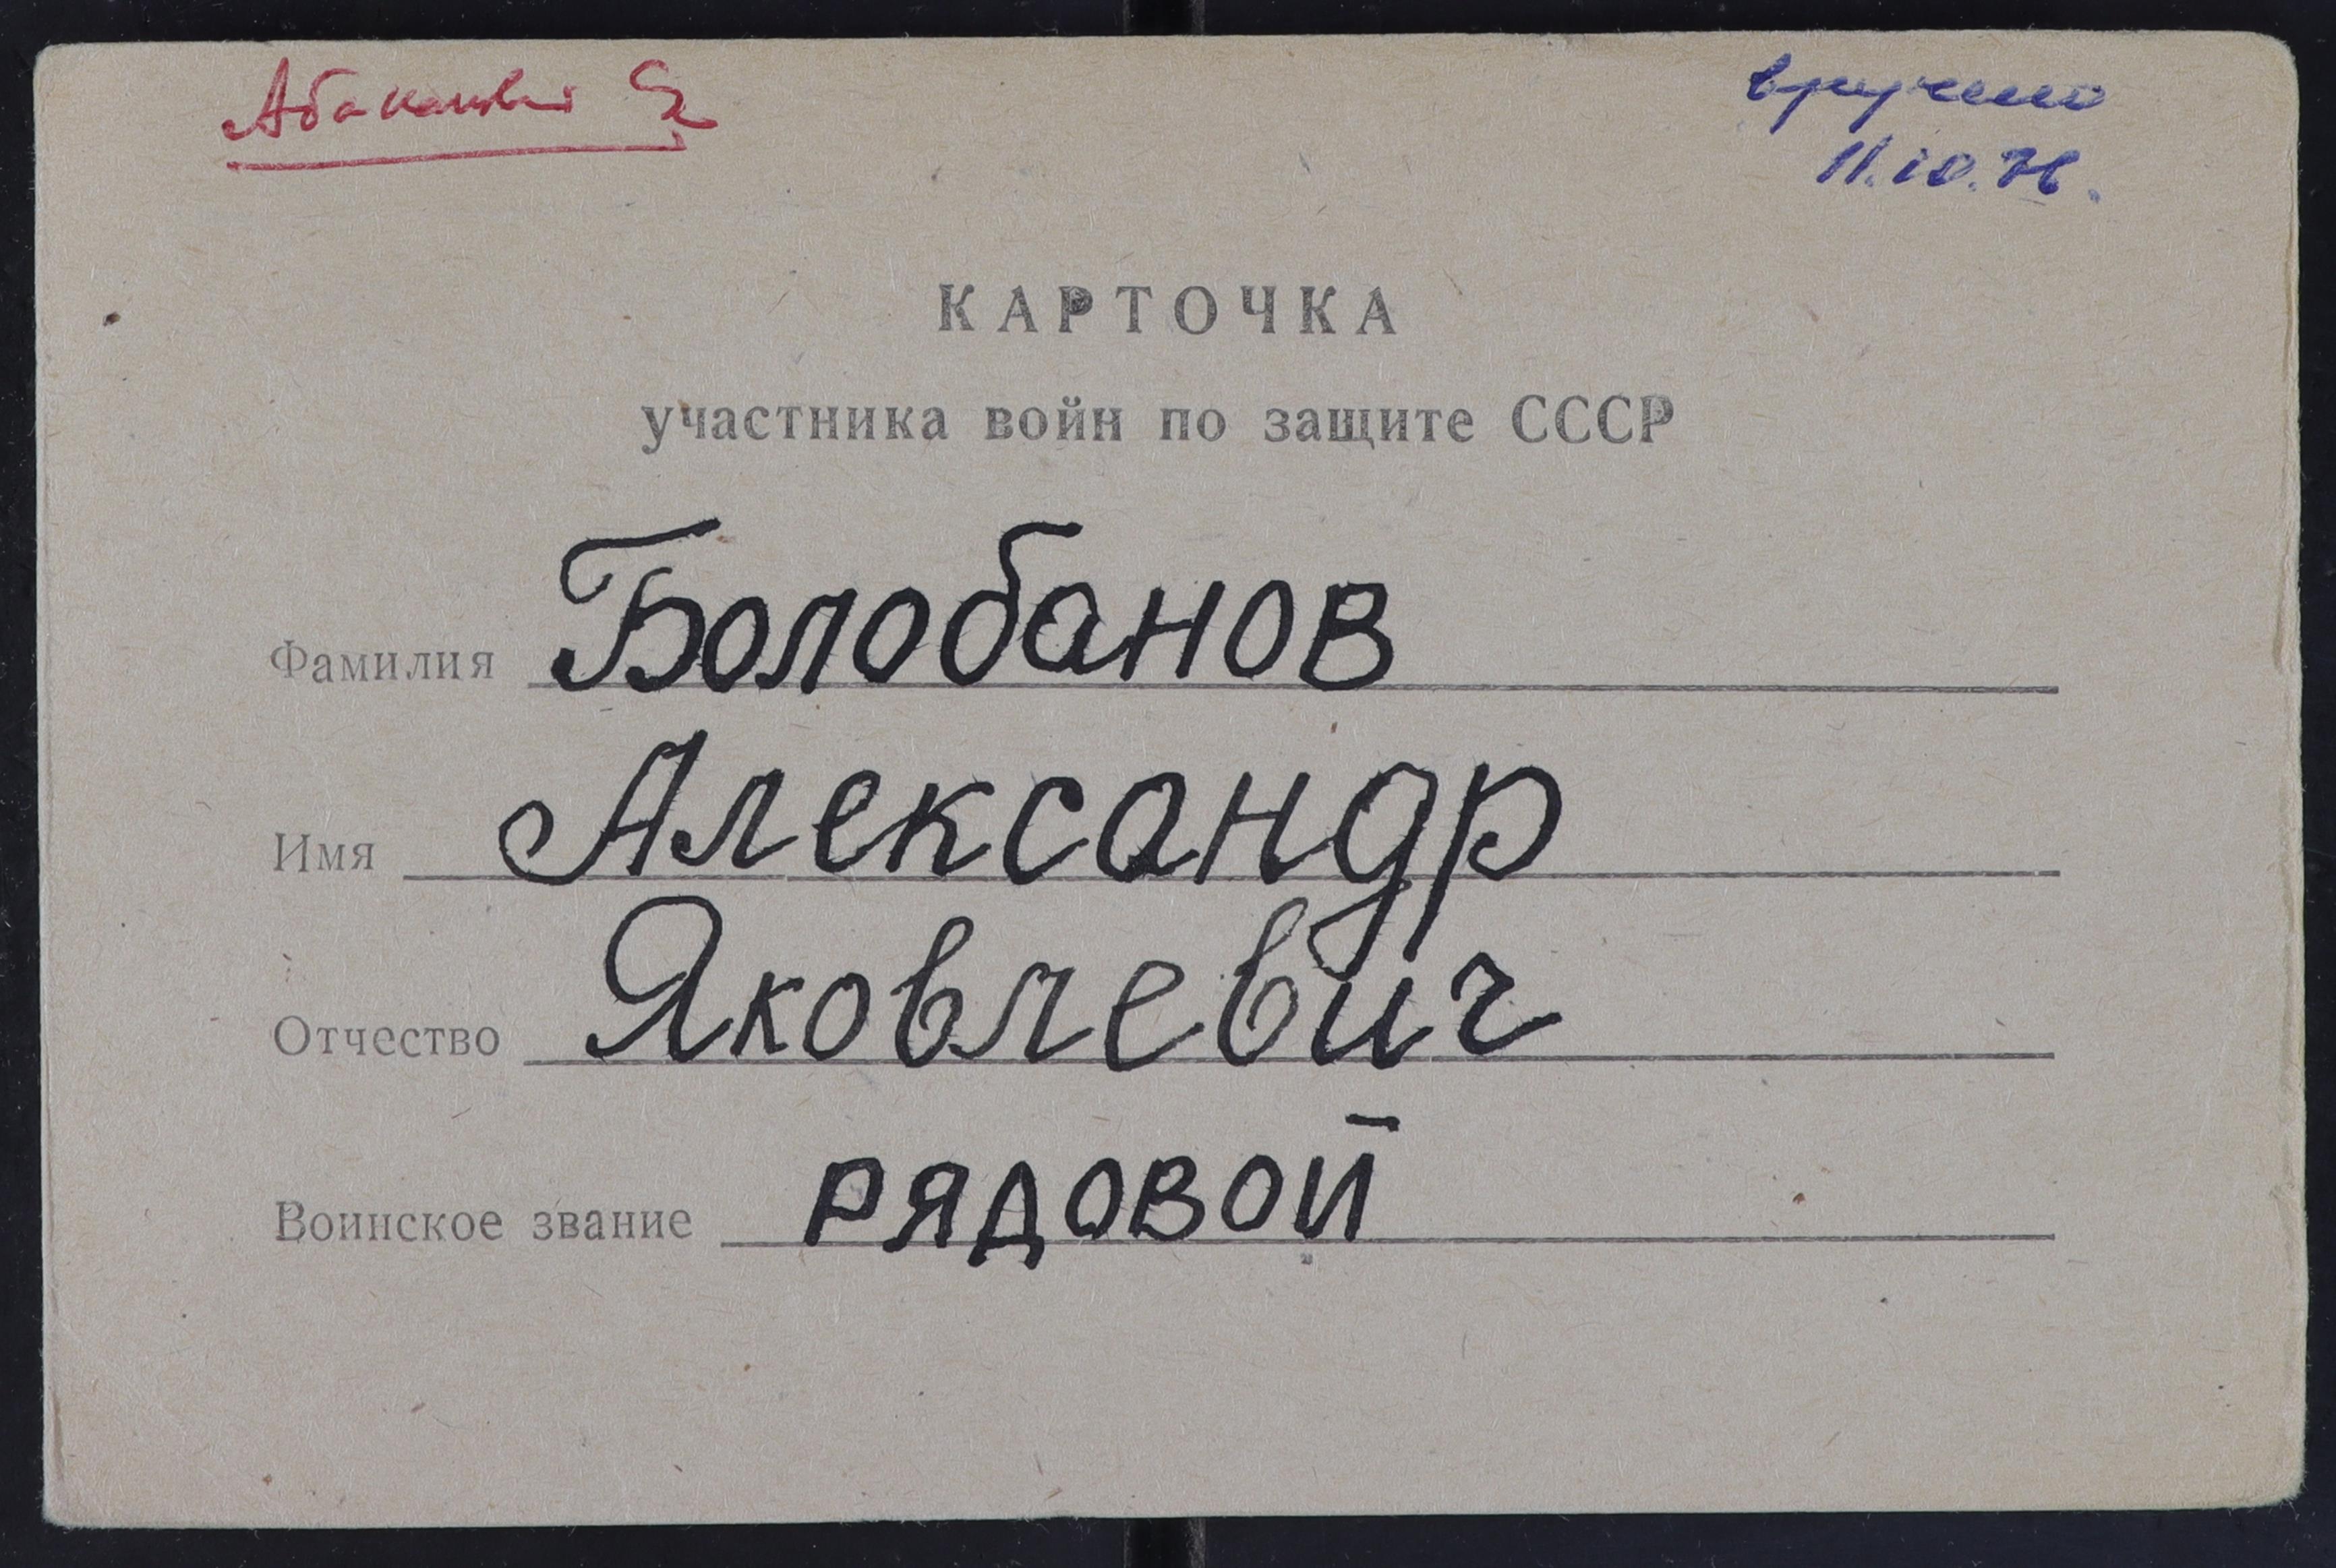 вручено
11.10.76.
КАРТОЧКА
участника войн по защите СССР
Фамилия Болобанов
Имя Александр
Отчество Яковлевич
Воинское звание рядовой